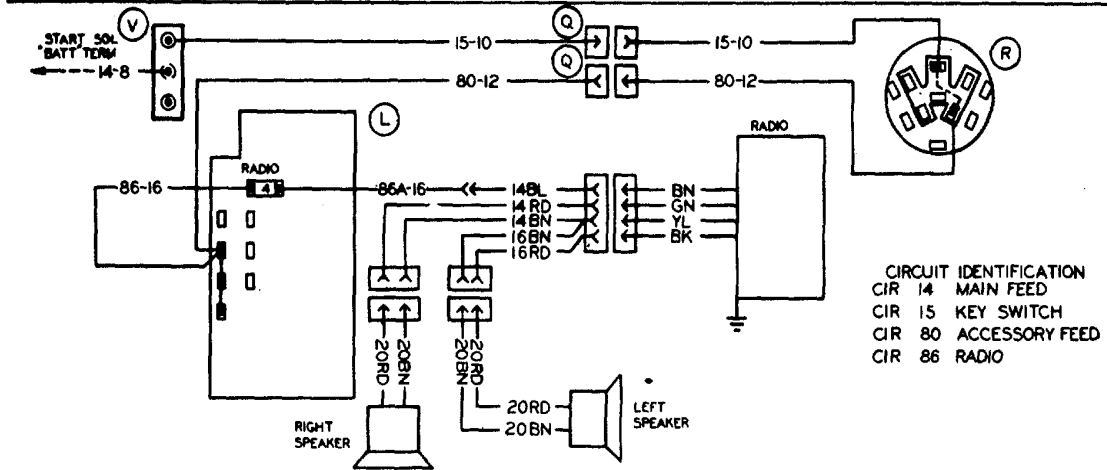 V
START SOL
BATT TERM
14-8
15-10
Q
15-10
R
80-12
Q
80-12
L
RADIO
4
86-16
86A-16
14BL
14RD
14BN
16BN
16RD
BN
GN
YL
BK
RADIO
20RD
20BN
20BN
20RD
20RD
20BN
RIGHT
SPEAKER
LEFT
SPEAKER
CIRCUIT IDENTIFICATION
CIR 14 MAIN FEED
CIR 15 KEY SWITCH
CIR 80 ACCESSORY FEED
CIR 86 RADIO